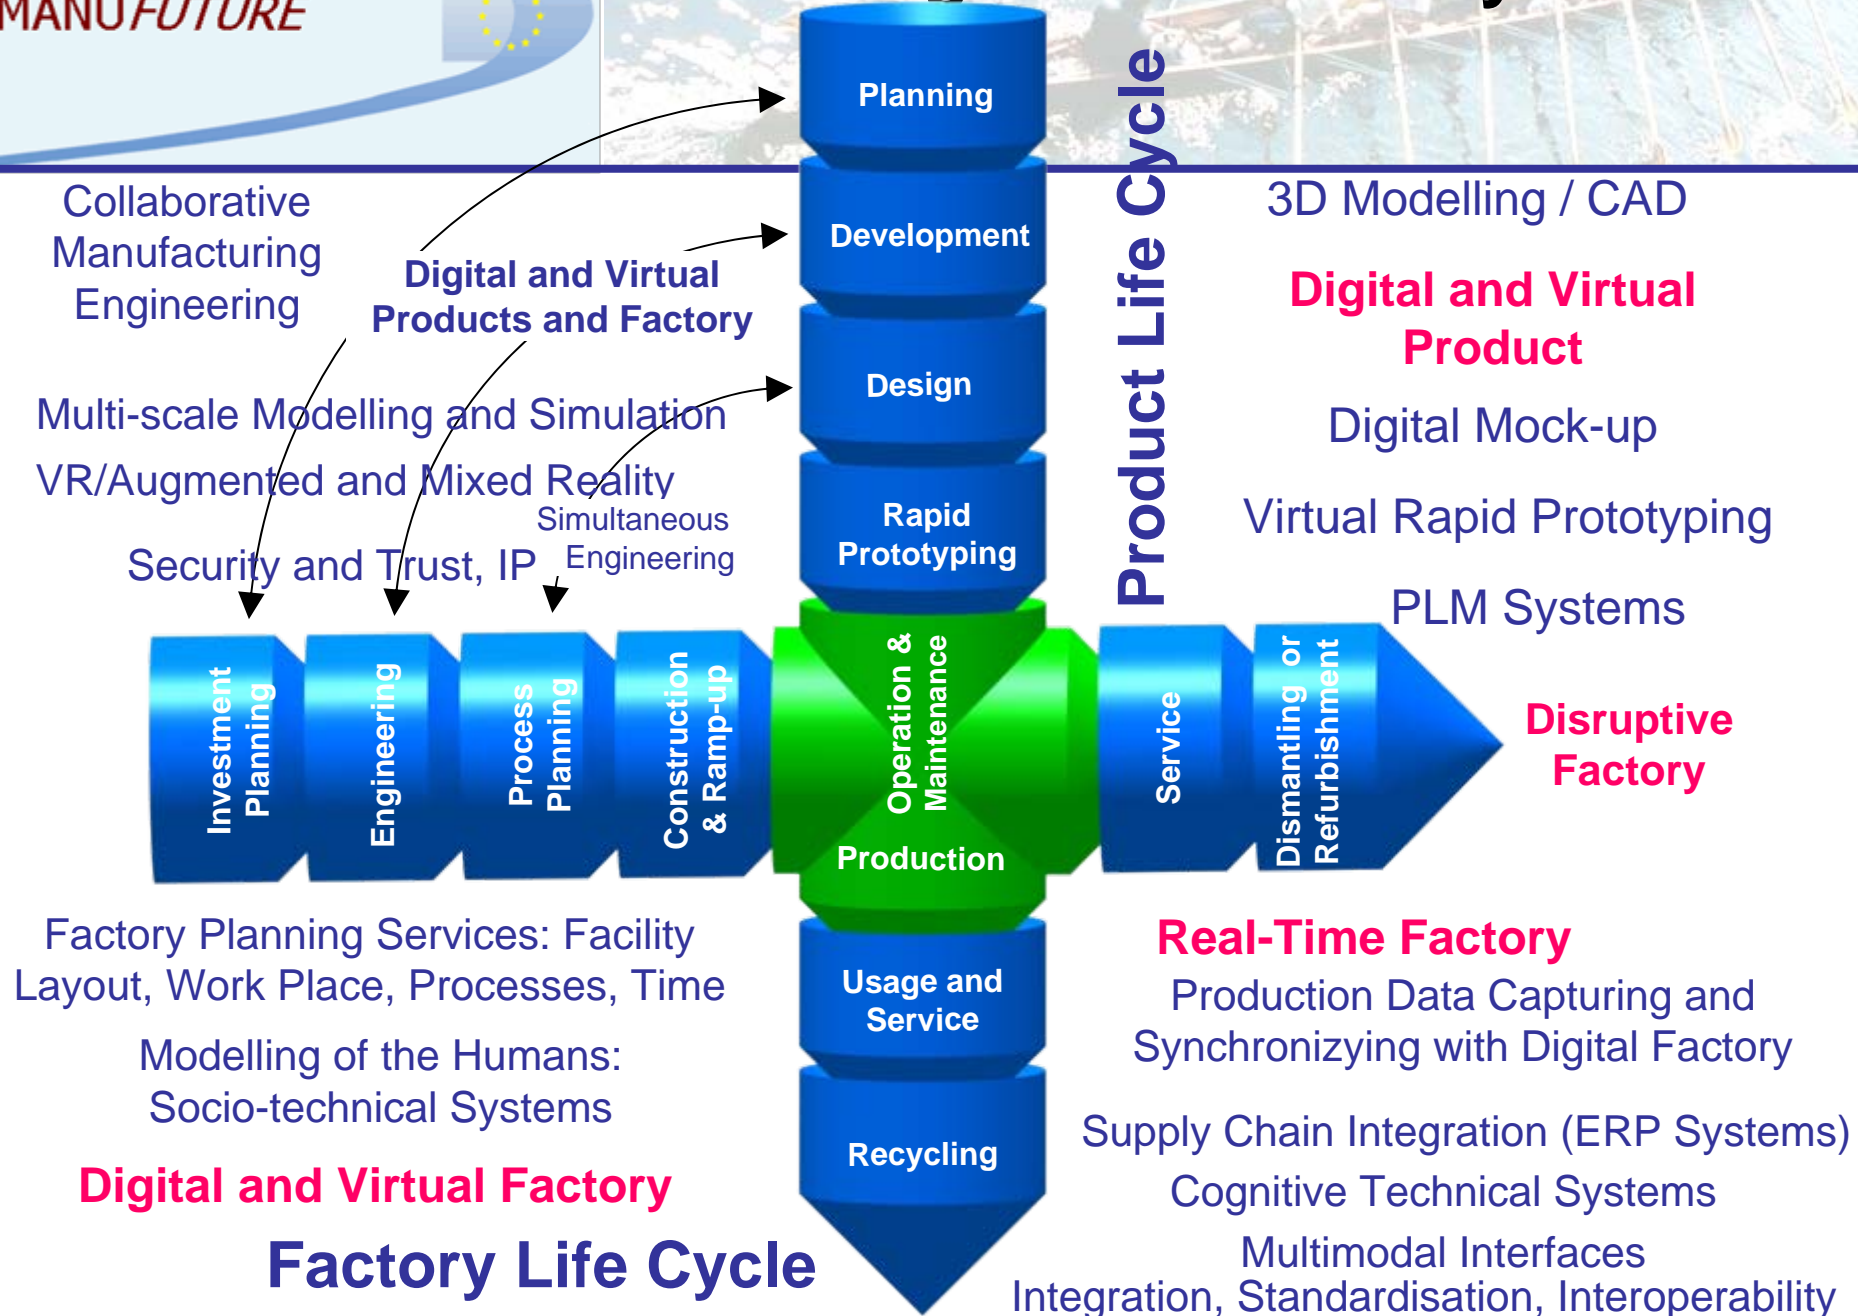 MANUFUTURE
Planning
Development
Design
Rapid
Prototyping
Product Life Cycle
Collaborative
Manufacturing
Engineering
Digital and Virtual
Products and Factory
Multi-scale Modelling and Simulation
VR/Augmented and Mixed Reality
Simultaneous
Engineering
Security and Trust, IP
3D Modelling / CAD
Digital and Virtual
Product
Digital Mock-up
Virtual Rapid Prototyping
PLM Systems
Investment
Planning
Engineering
Process
Planning
Construction
& Ramp-up
Operation &
Maintenance
Production
Service
Dismantling or
Refurbishment
Disruptive
Factory
Usage and
Service
Recycling
Factory Planning Services: Facility
Layout, Work Place, Processes, Time
Modelling of the Humans:
Socio-technical Systems
Digital and Virtual Factory
Factory Life Cycle
Real-Time Factory
Production Data Capturing and
Synchronizying with Digital Factory
Supply Chain Integration (ERP Systems)
Cognitive Technical Systems
Multimodal Interfaces
Integration, Standardisation, Interoperability